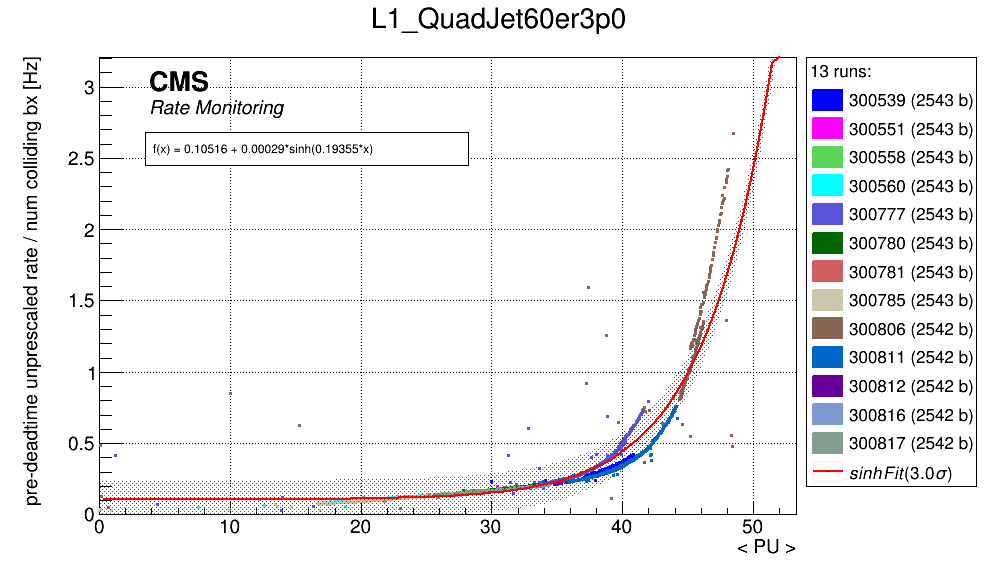 L1_QuadJet60er3p0
pre-deadtime unprescaled rate / num colliding bx [Hz]
CMS
Rate Monitoring
f(x) = 0.10516 + 0.00029*sinh(0.19355*x)
3
2.5
2
1.5
1
0.5
0
0 10 20 30 40 50
< PU >
13 runs:
300539 (2543 b)
300551 (2543 b)
300558 (2543 b)
300560 (2543 b)
300777 (2543 b)
300780 (2543 b)
300781 (2543 b)
300785 (2543 b)
300806 (2542 b)
300811 (2542 b)
300812 (2542 b)
300816 (2542 b)
300817 (2542 b)
sinhFit(3.0σ)